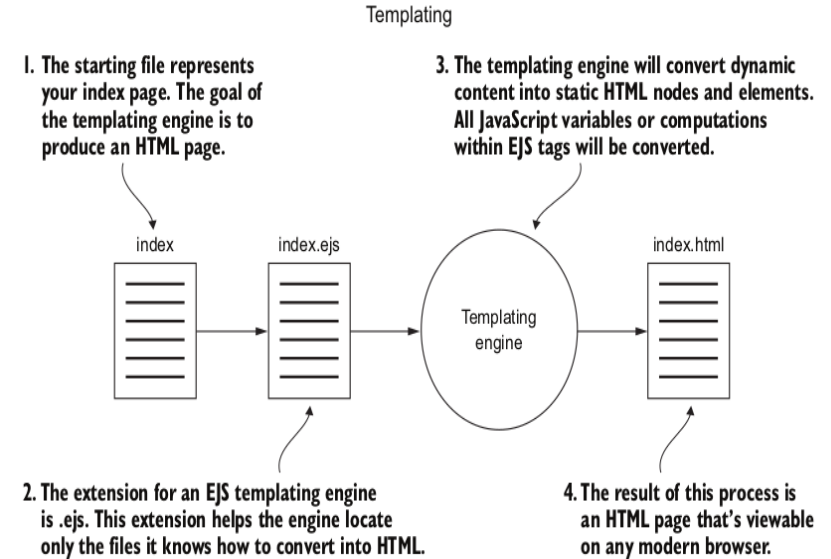 Templating
1. The starting file represents
your index page. The goal of
the templating engine is to
produce an HTML page.
3. The templating engine will convert dynamic
content into static HTML nodes and elements.
All JavaScript variables or computations
within EJS tags will be converted.
index
index.ejs
Templating
engine
index.html
2. The extension for an EJS templating engine
is .ejs. This extension helps the engine locate
only the files it knows how to convert into HTML.
4. The result of this process is
an HTML page that's viewable
on any modern browser.